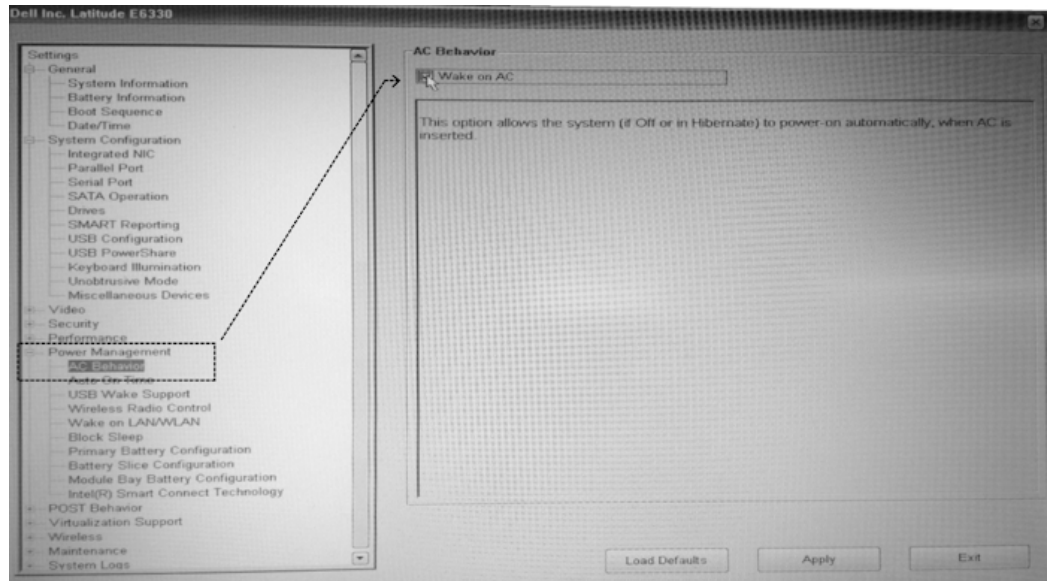 Dell Inc. Latitude E6330
Settings
General
System Information
Battery Information
Boot Sequence
Date/Time
System Configuration
Integrated NIC
Parallel Port
Serial Port
SATA Operation
Drives
SMART Reporting
USB Configuration
USB PowerShare
Keyboard Illumination
Unobtrusive Mode
Miscellaneous Devices
Video
Security
Performance
Power Management
AC Behavior
Auto On Time
USB Wake Support
Wireless Radio Control
Wake on LAN/WLAN
Block Sleep
Primary Battery Configuration
Battery Slice Configuration
Module Bay Battery Configuration
Intel(R) Smart Connect Technology
POST Behavior
Virtualization Support
Wireless
Maintenance
System Logs
AC Behavior
Wake on AC
This option allows the system (if Off or in Hibernate) to power-on automatically, when AC is
inserted.
Load Defaults
Apply
Exit